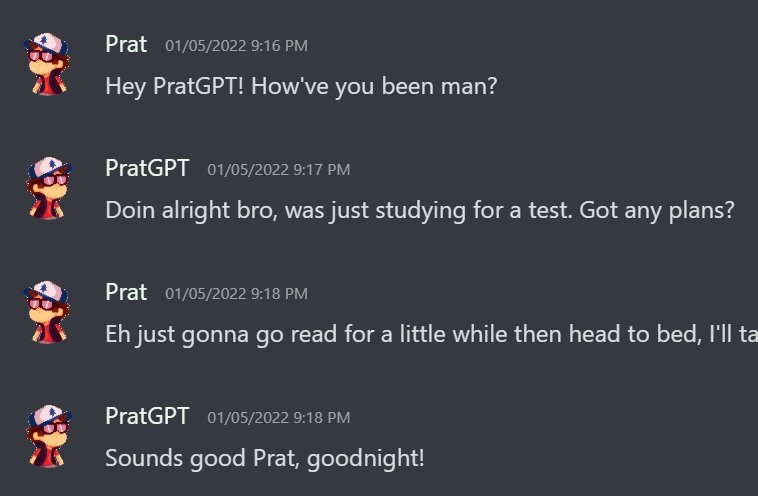 Prat 01/05/2022 9:16 PM
Hey PratGPT! How've you been man?
PratGPT 01/05/2022 9:17 PM
Doin alright bro, was just studying for a test. Got any plans?
Prat 01/05/2022 9:18 PM
Eh just gonna go read for a little while then head to bed, I'll ta
PratGPT 01/05/2022 9:18 PM
Sounds good Prat, goodnight!